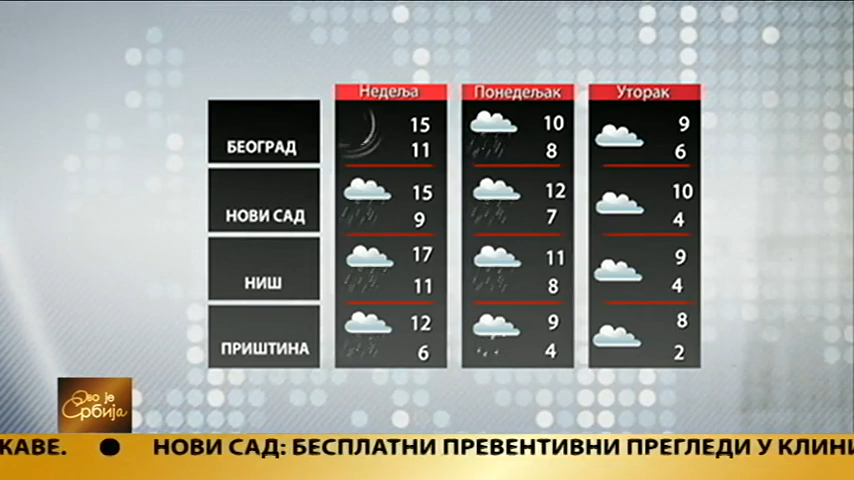 Недеља Понедељак Уторак
БЕОГРАД 15 11 10 8 9 6
НОВИ САД 15 9 12 7 10 4
НИШ 17 11 11 8 9 4
ПРИШТИНА 12 6 9 4 8 2
Ово је
Србија
КАВЕ. ● НОВИ САД: БЕСПЛАТНИ ПРЕВЕНТИВНИ ПРЕГЛЕДИ У КЛИНИ